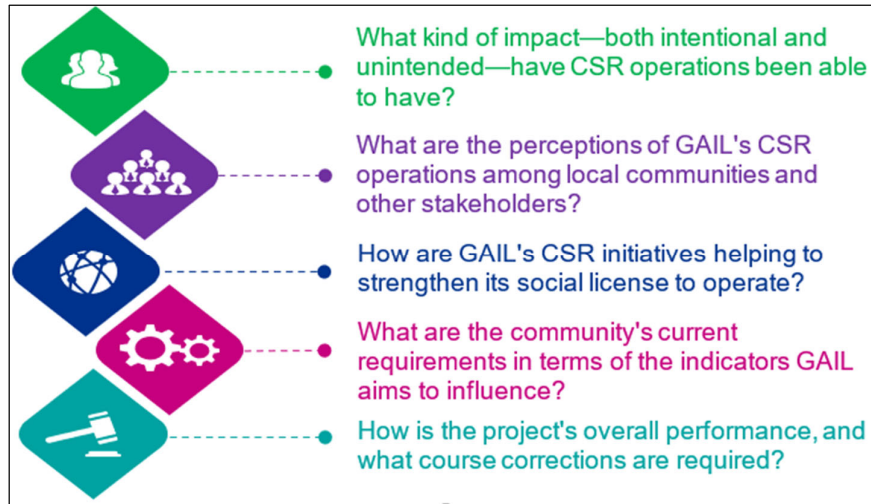 What kind of impact—both intentional and
unintended—have CSR operations been able
to have?
What are the perceptions of GAIL's CSR
operations among local communities and
other stakeholders?
How are GAIL's CSR initiatives helping to
strengthen its social license to operate?
What are the community's current
requirements in terms of the indicators GAIL
aims to influence?
How is the project's overall performance, and
what course corrections are required?